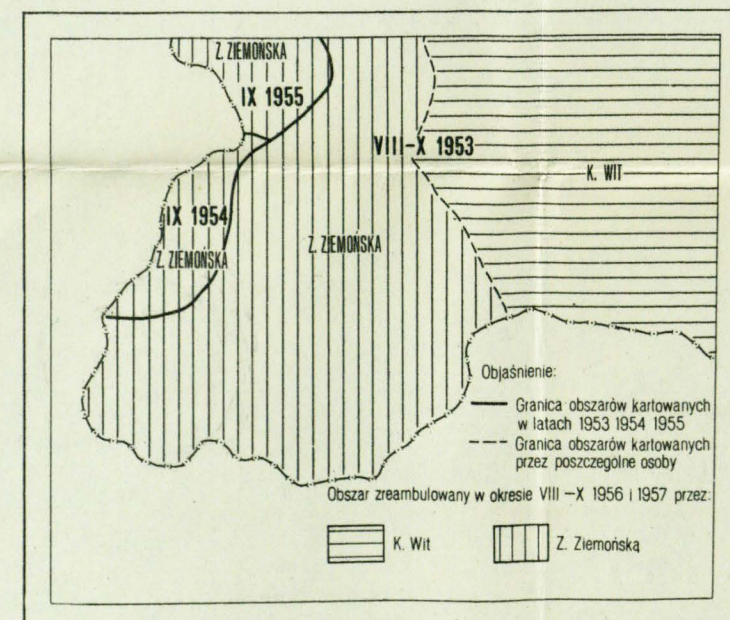 Z. ZIEMOŃSKA
IX 1955
VIII-X 1953
K. WIT
IX 1954
Z. ZIEMOŃSKA
Z. ZIEMOŃSKA
Objaśnienie:
Granica obszarów kartowanych
w latach 1953 1954 1955
Granica obszarów kartowanych
przez poszczegolne osoby
Obszar zreambulowany w okresie VIII–X 1956 i 1957 przez:
K. Wit
Z. Ziemońską